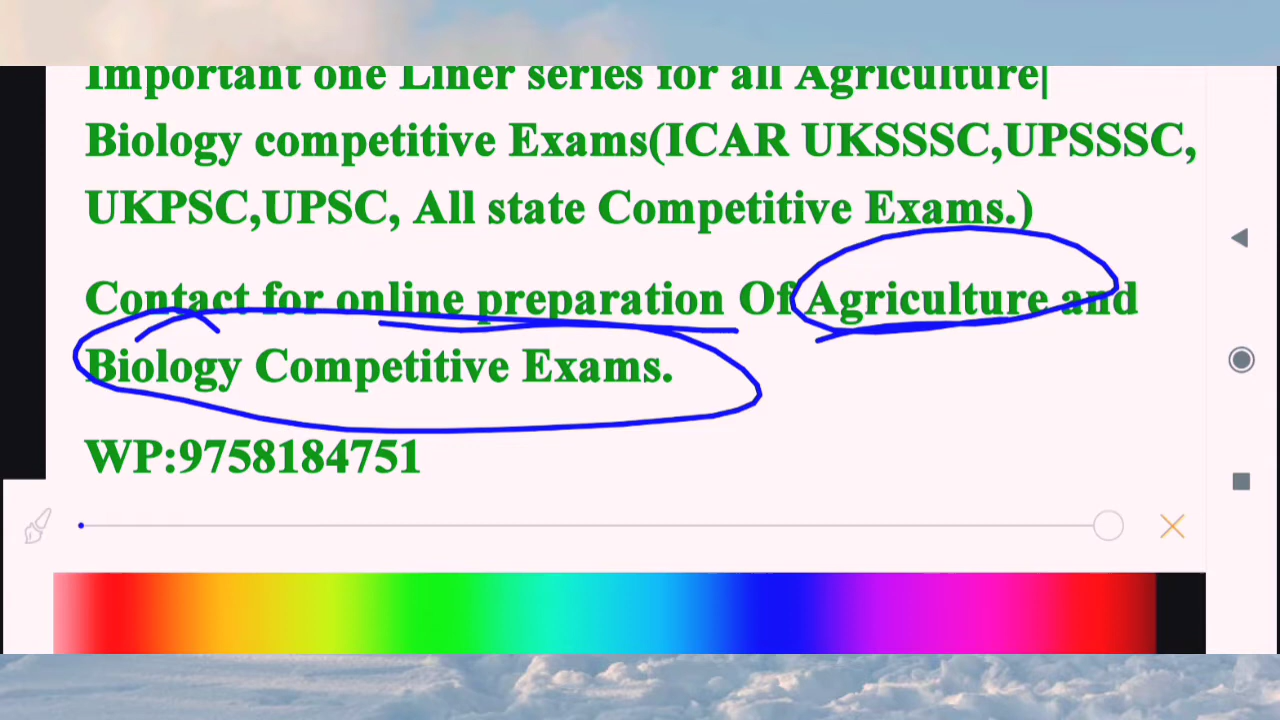 Important one Liner series for all Agriculture|
Biology competitive Exams(ICAR UKSSSC,UPSSSC,
UKPSC,UPSC, All state Competitive Exams.)
Contact for online preparation Of Agriculture and
Biology Competitive Exams.
WP:9758184751